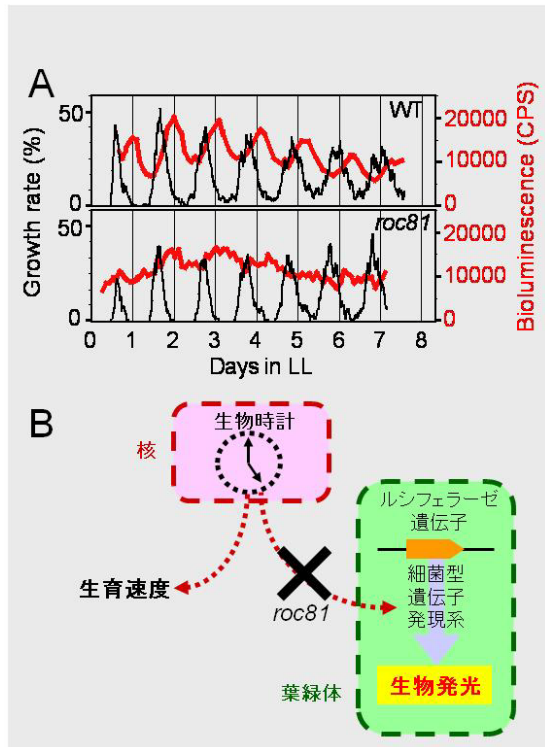 A
WT
50
0
Growth rate (%)
20000
10000
0
Bioluminescence (CPS)
roc81
50
0
20000
10000
0
0 1 2 3 4 5 6 7 8
Days in LL
B
核
生物時計
生育速度
roc81
ルシフェラーゼ
遺伝子
細菌型
遺伝子
発現系
生物発光
葉緑体